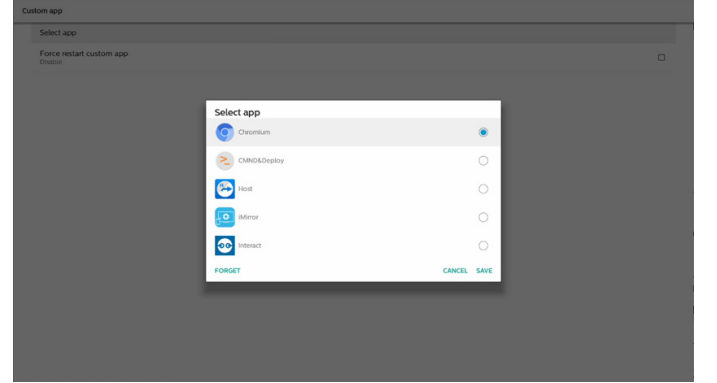 Custom app
Select app
Force restart custom app
Disable
Select app
Chromium
CMND&Deploy
Host
iMirror
Interact
FORGET
CANCEL SAVE